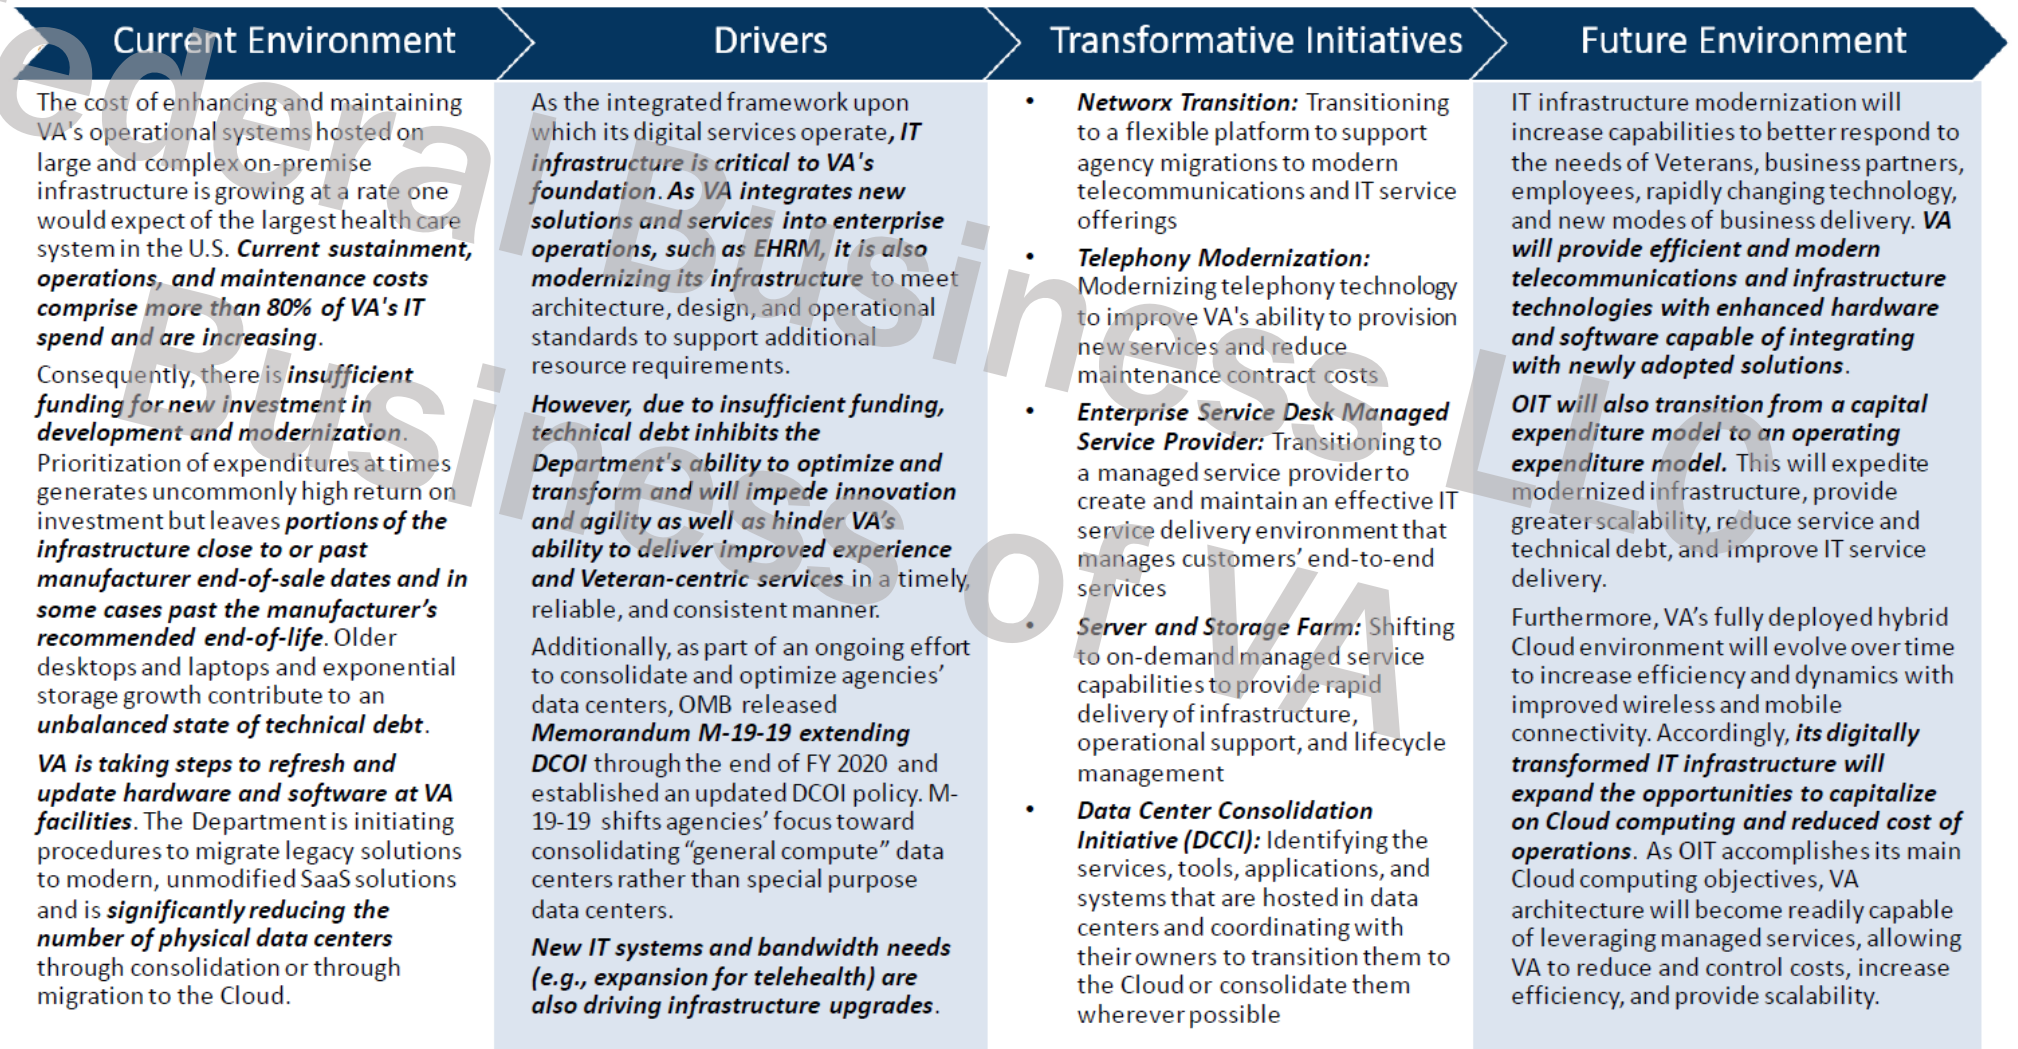 Current Environment
Drivers
Transformative Initiatives
Future Environment
The cost of enhancing and maintaining
VA's operational systems hosted on
large and complex on-premise
infrastructure is growing at a rate one
would expect of the largest health care
system in the U.S. Current sustainment,
operations, and maintenance costs
comprise more than 80% of VA's IT
spend and are increasing.
Consequently, there is insufficient
funding for new investment in
development and modernization.
Prioritization of expenditures at times
generates uncommonly high return on
investment but leaves portions of the
infrastructure close to or past
manufacturer end-of-sale dates and in
some cases past the manufacturer’s
recommended end-of-life. Older
desktops and laptops and exponential
storage growth contribute to an
unbalanced state of technical debt.
VA is taking steps to refresh and
update hardware and software at VA
facilities. The Department is initiating
procedures to migrate legacy solutions
to modern, unmodified SaaS solutions
and is significantly reducing the
number of physical data centers
through consolidation or through
migration to the Cloud.
As the integrated framework upon
which its digital services operate, IT
infrastructure is critical to VA's
foundation. As VA integrates new
solutions and services into enterprise
operations, such as EHRM, it is also
modernizing its infrastructure to meet
architecture, design, and operational
standards to support additional
resource requirements.
However, due to insufficient funding,
technical debt inhibits the
Department's ability to optimize and
transform and will impede innovation
and agility as well as hinder VA’s
ability to deliver improved experience
and Veteran-centric services in a timely,
reliable, and consistent manner.
Additionally, as part of an ongoing effort
to consolidate and optimize agencies’
data centers, OMB released
Memorandum M-19-19 extending
DCOI through the end of FY 2020 and
established an updated DCOI policy. M-
19-19 shifts agencies’ focus toward
consolidating “general compute” data
centers rather than special purpose
data centers.
New IT systems and bandwidth needs
(e.g., expansion for telehealth) are
also driving infrastructure upgrades.
• Networx Transition: Transitioning
to a flexible platform to support
agency migrations to modern
telecommunications and IT service
offerings
• Telephony Modernization:
Modernizing telephony technology
to improve VA's ability to provision
new services and reduce
maintenance contract costs
• Enterprise Service Desk Managed
Service Provider: Transitioning to
a managed service provider to
create and maintain an effective IT
service delivery environment that
manages customers’ end-to-end
services
• Server and Storage Farm: Shifting
to on-demand managed service
capabilities to provide rapid
delivery of infrastructure,
operational support, and lifecycle
management
• Data Center Consolidation
Initiative (DCCI): Identifying the
services, tools, applications, and
systems that are hosted in data
centers and coordinating with
their owners to transition them to
the Cloud or consolidate them
wherever possible
IT infrastructure modernization will
increase capabilities to better respond to
the needs of Veterans, business partners,
employees, rapidly changing technology,
and new modes of business delivery. VA
will provide efficient and modern
telecommunications and infrastructure
technologies with enhanced hardware
and software capable of integrating
with newly adopted solutions.
OIT will also transition from a capital
expenditure model to an operating
expenditure model. This will expedite
modernized infrastructure, provide
greater scalability, reduce service and
technical debt, and improve IT service
delivery.
Furthermore, VA’s fully deployed hybrid
Cloud environment will evolve over time
to increase efficiency and dynamics with
improved wireless and mobile
connectivity. Accordingly, its digitally
transformed IT infrastructure will
expand the opportunities to capitalize
on Cloud computing and reduced cost of
operations. As OIT accomplishes its main
Cloud computing objectives, VA
architecture will become readily capable
of leveraging managed services, allowing
VA to reduce and control costs, increase
efficiency, and provide scalability.
ederal Business LLC
Business of VA